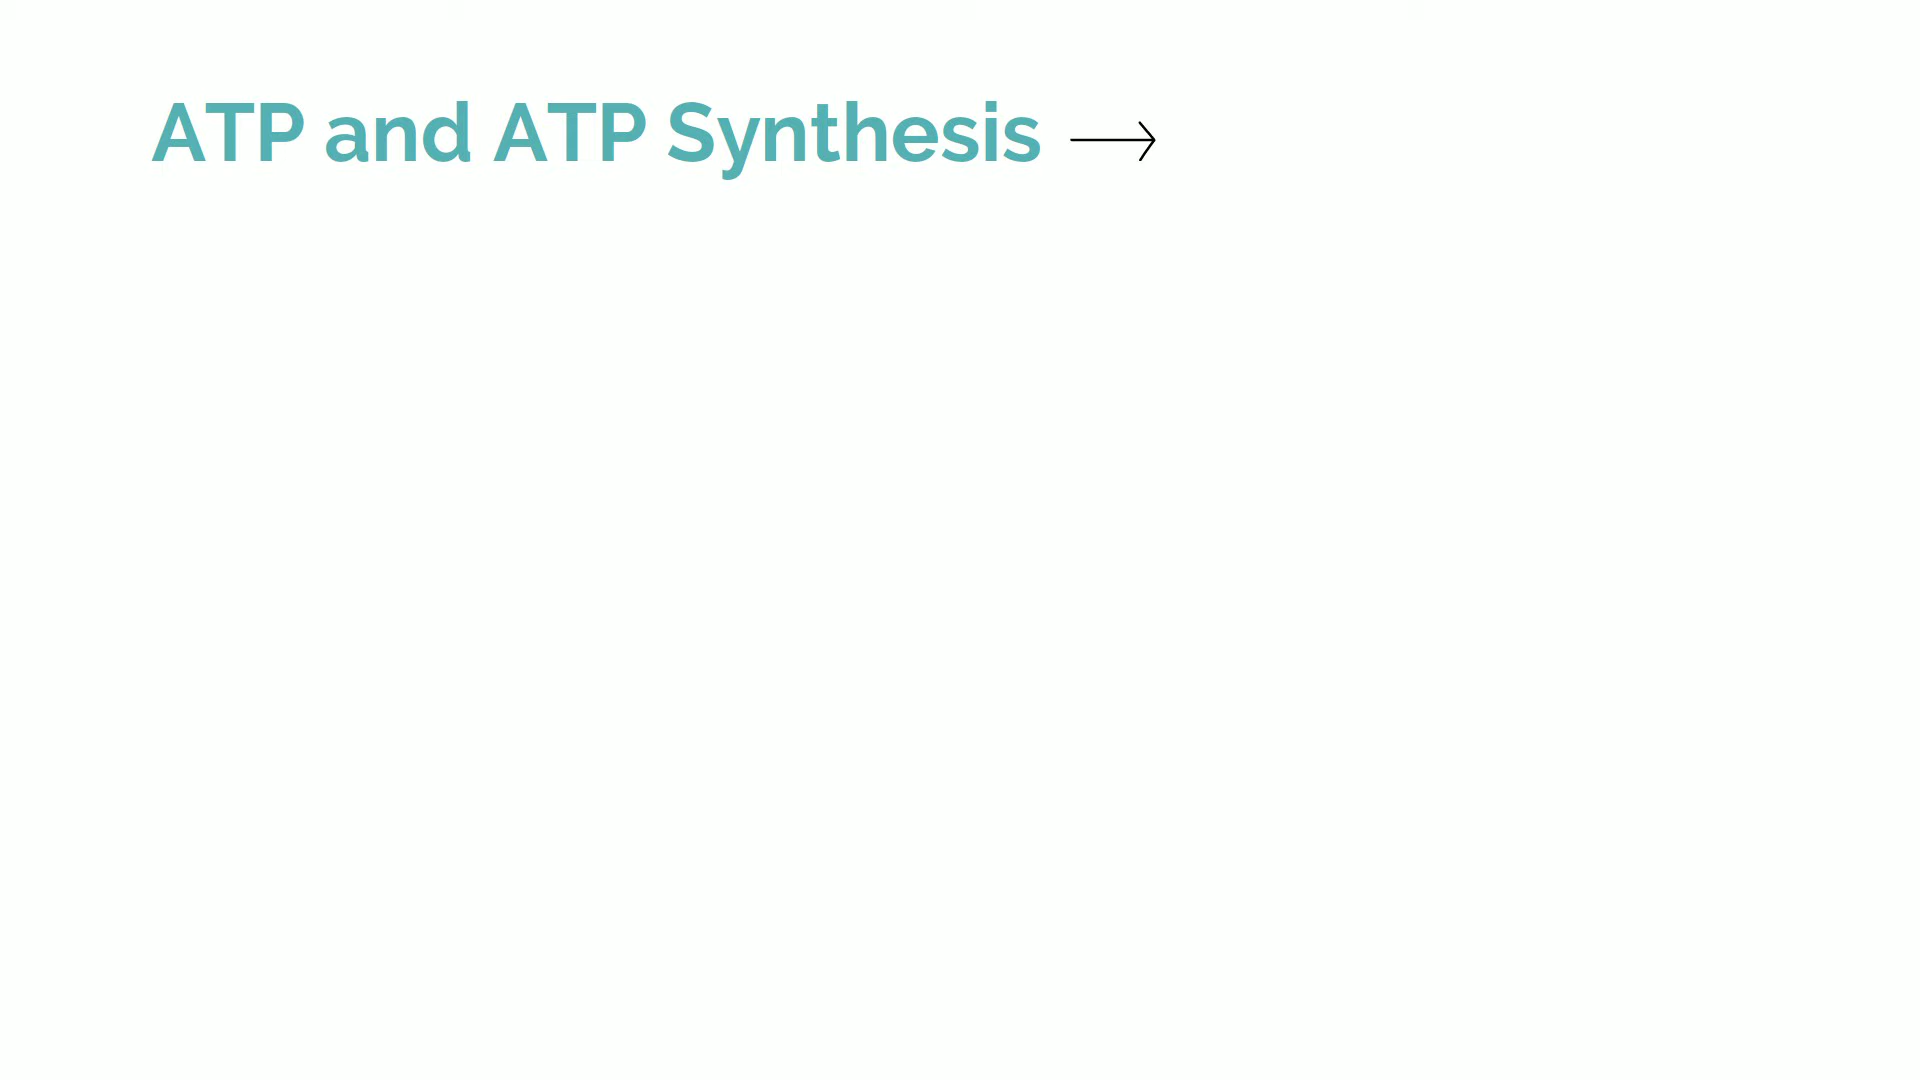 ATP and ATP Synthesis →